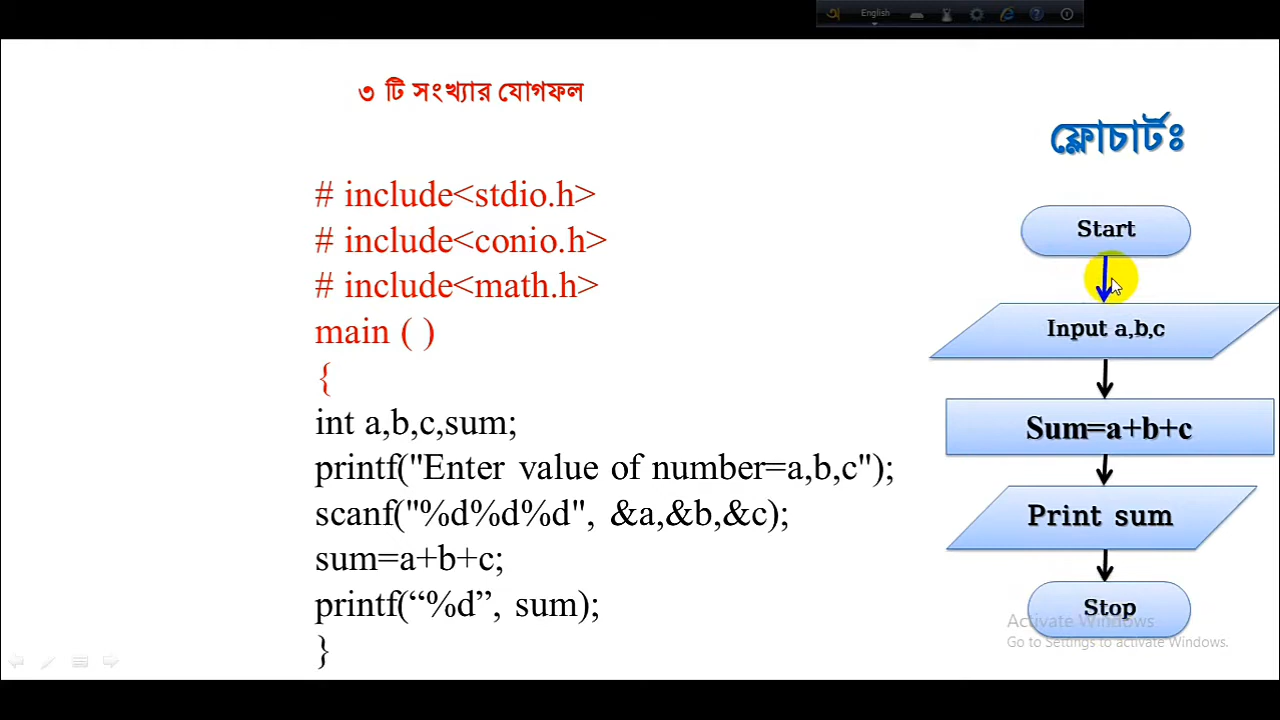 English
৩ টি সংখ্যার যোগফল
# include<stdio.h>
# include<conio.h>
# include<math.h>
main ( )
{
int a,b,c,sum;
printf("Enter value of number=a,b,c");
scanf("%d%d%d", &a,&b,&c);
sum=a+b+c;
printf(“%d”, sum);
}
ফ্লোচার্টঃ
Start
Input a,b,c
Sum=a+b+c
Print sum
Stop
Activate Windows
Go to Settings to activate Windows.